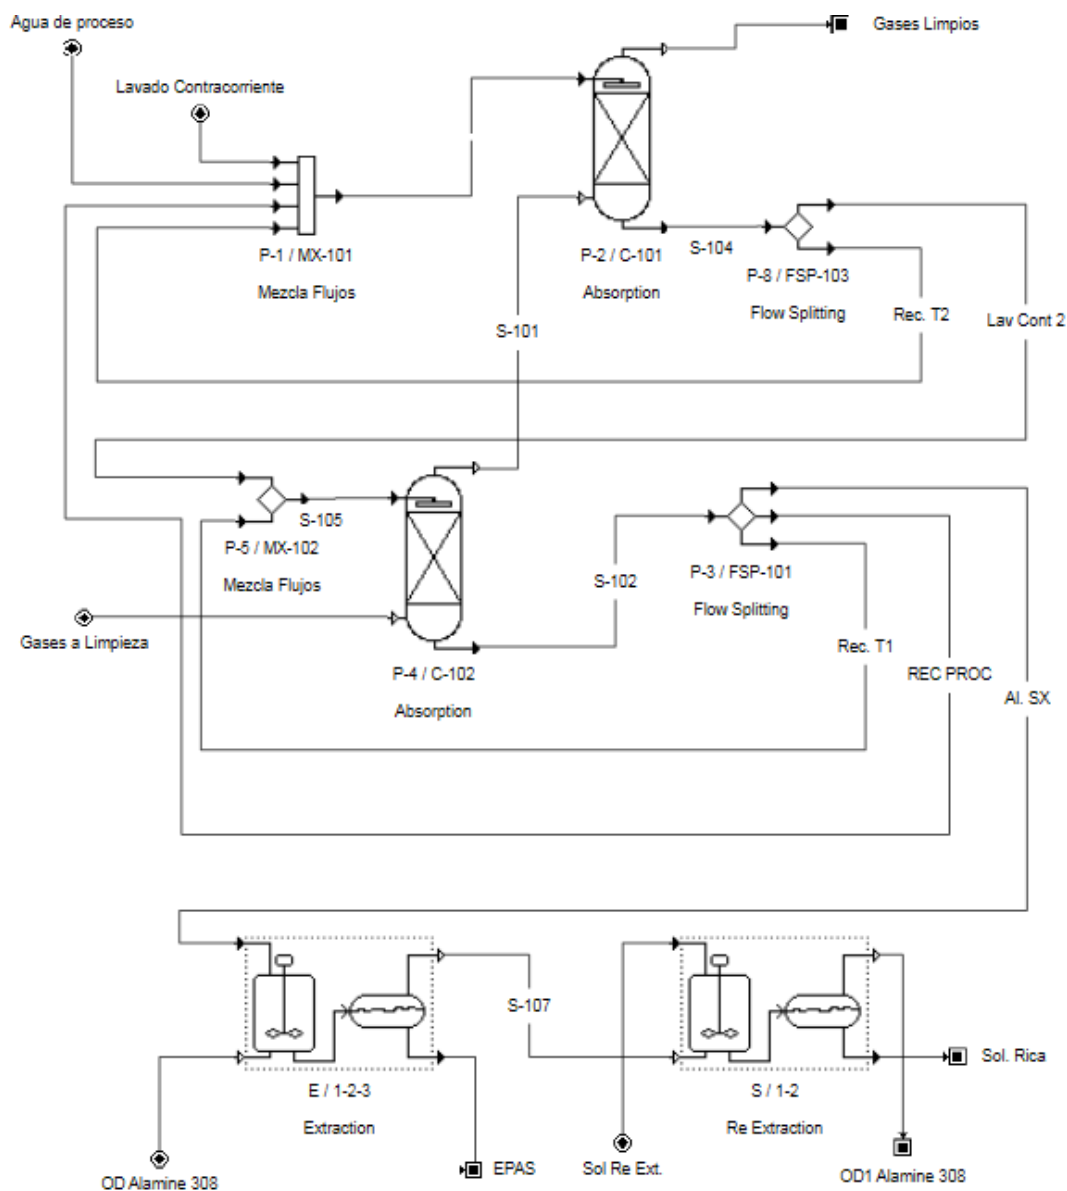 Agua de proceso
Gases Limpios
Lavado Contracorriente
P-1 / MX-101
Mezcla Flujos
P-2 / C-101
Absorption
S-104
P-8 / FSP-103
Flow Splitting
Rec. T2
Lav Cont 2
S-101
S-105
P-5 / MX-102
Mezcla Flujos
Gases a Limpieza
P-4 / C-102
Absorption
S-102
P-3 / FSP-101
Flow Splitting
Rec. T1
REC PROC
Al. SX
S-107
E / 1-2-3
Extraction
S / 1-2
Re Extraction
Sol. Rica
OD Alamine 308
EPAS
Sol Re Ext.
OD1 Alamine 308